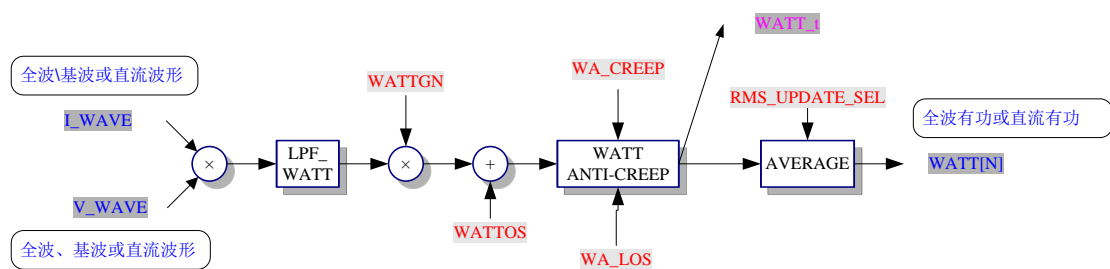 WATT_t
全波\基波或直流波形
WATTGN
WA_CREEP
RMS_UPDATE_SEL
全波有功或直流有功
I_WAVE
×
LPF_
WATT
×
+
WATT
ANTI-CREEP
AVERAGE
WATT[N]
V_WAVE
WATTOS
WA_LOS
全波、基波或直流波形